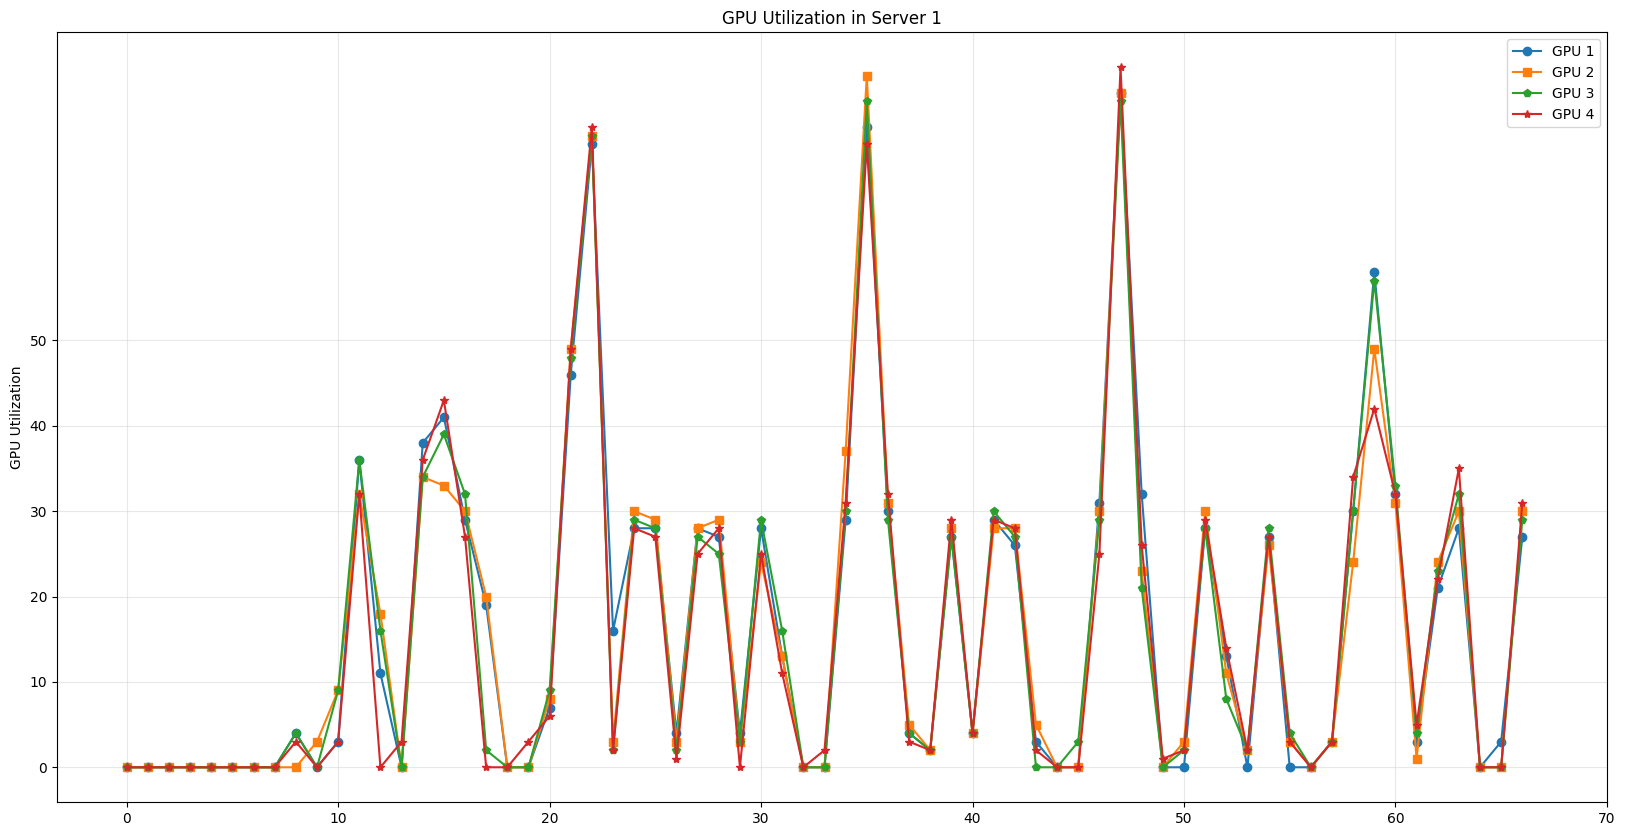 GPU Utilization in Server 1
GPU 1
GPU 2
GPU 3
GPU 4
GPU Utilization
50
40
30
20
10
0
0 10 20 30 40 50 60 70